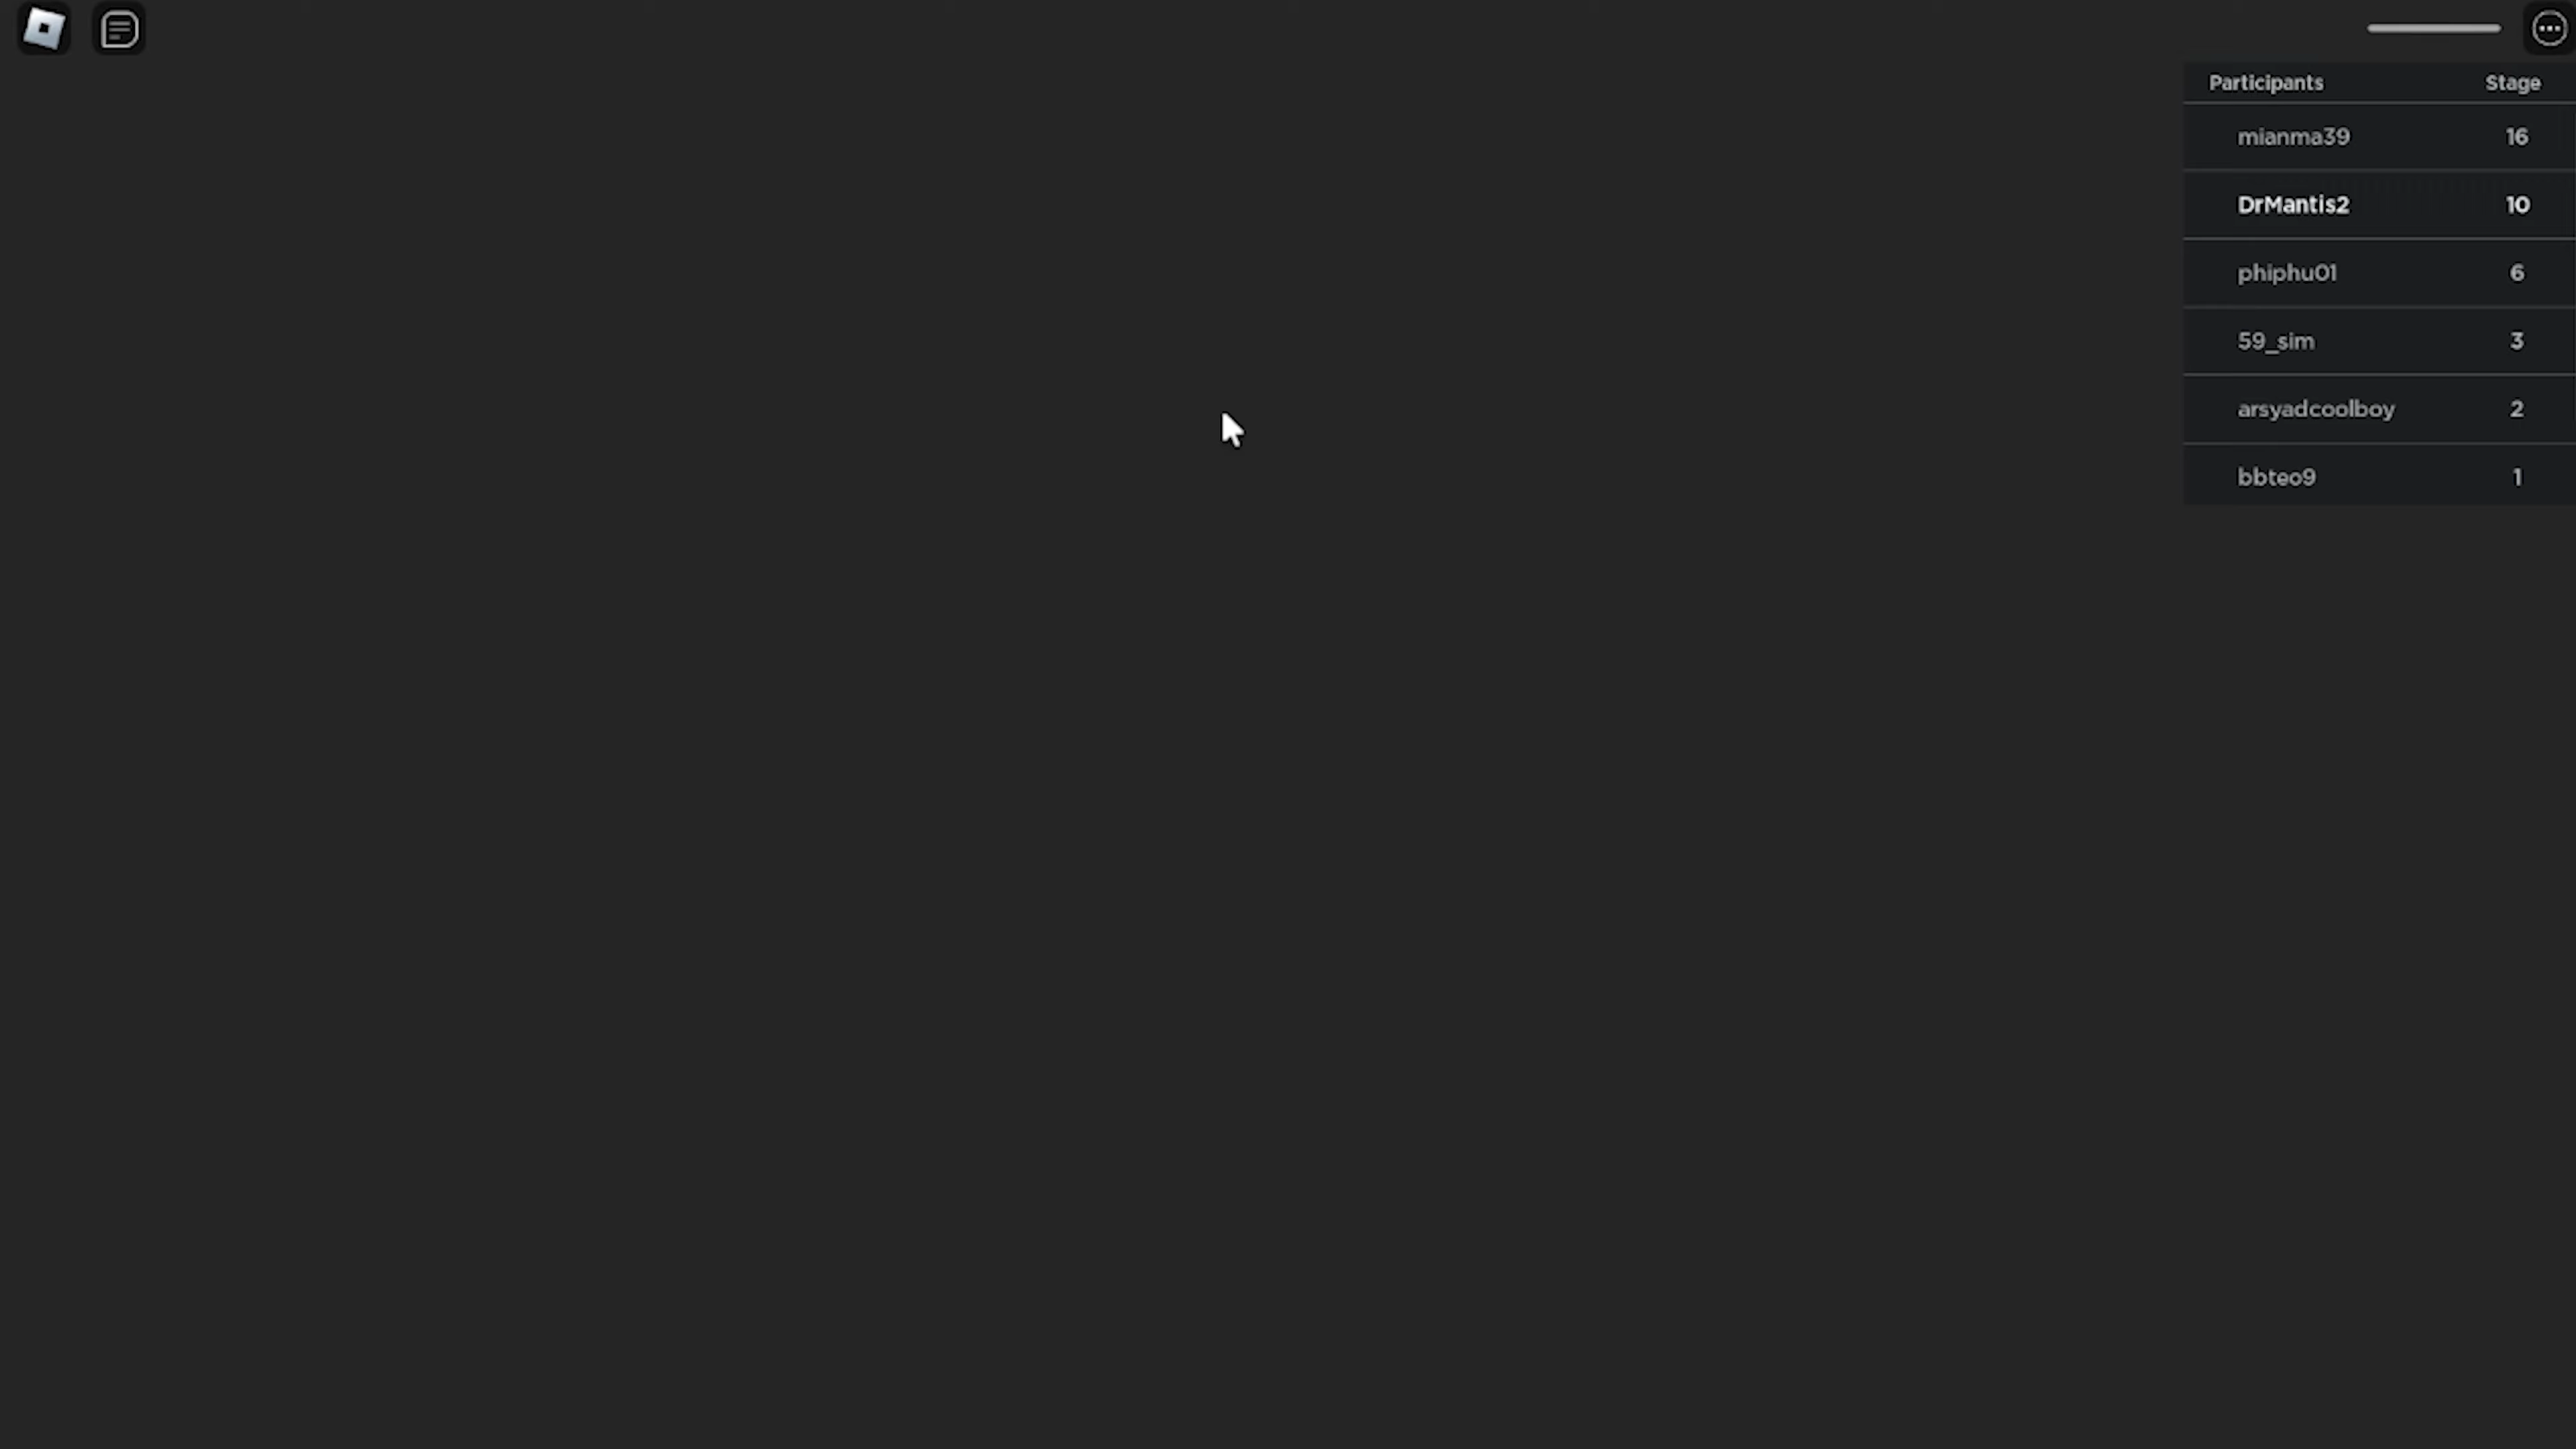 Participants Stage
mianma39 16
DrMantis2 10
phiphu01 6
59_sim 3
arsyadcoolboy 2
bbteo9 1